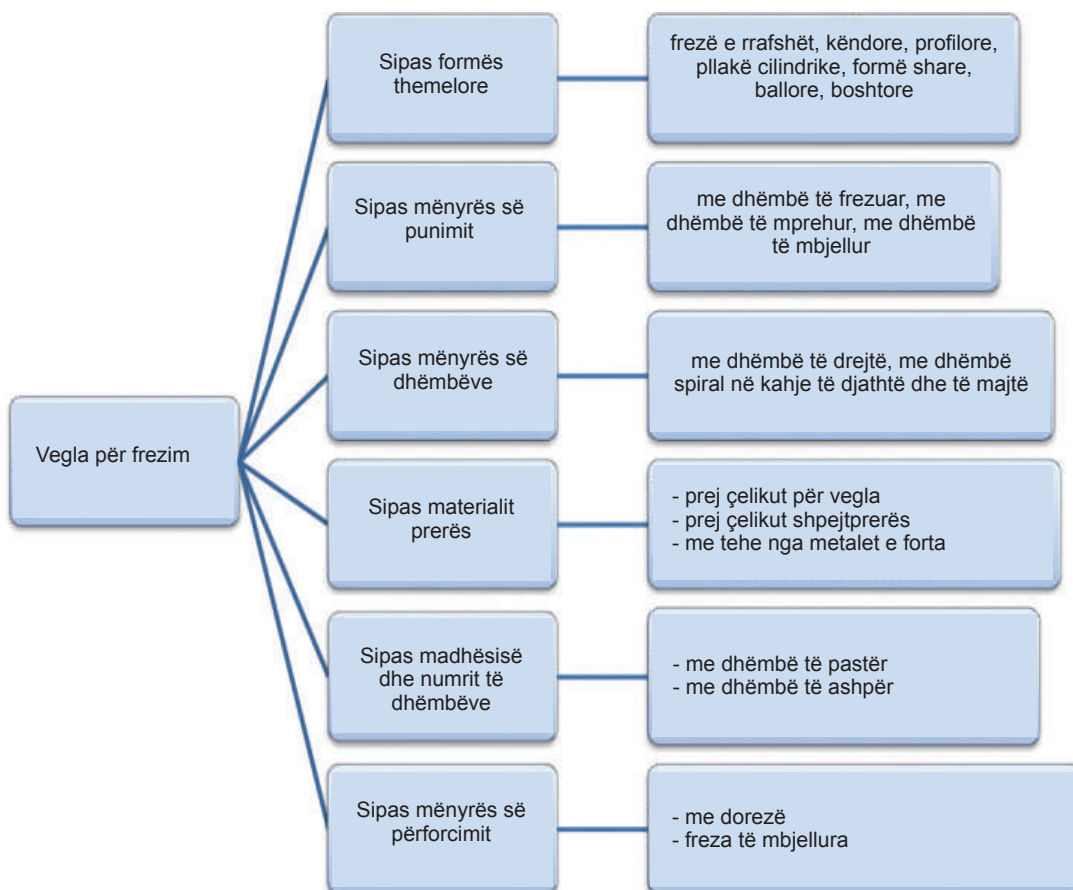 Vegla për frezim
Sipas formës
themelore
frezë e rrafshët, këndore, profilore,
pllakë cilindrike, formë share,
ballore, boshtore
Sipas mënyrës së
punimit
me dhëmbë të frezuar, me
dhëmbë të mprehur, me dhëmbë
të mbjellur
Sipas mënyrës së
dhëmbëve
me dhëmbë të drejtë, me dhëmbë
spiral në kahje të djathtë dhe të majtë
Sipas materialit
prerës
- prej çelikut për vegla
- prej çelikut shpejtprerës
- me tehe nga metalet e forta
Sipas madhësisë
dhe numrit të
dhëmbëve
- me dhëmbë të pastër
- me dhëmbë të ashpër
Sipas mënyrës së
përforcimit
- me dorezë
- freza të mbjellura